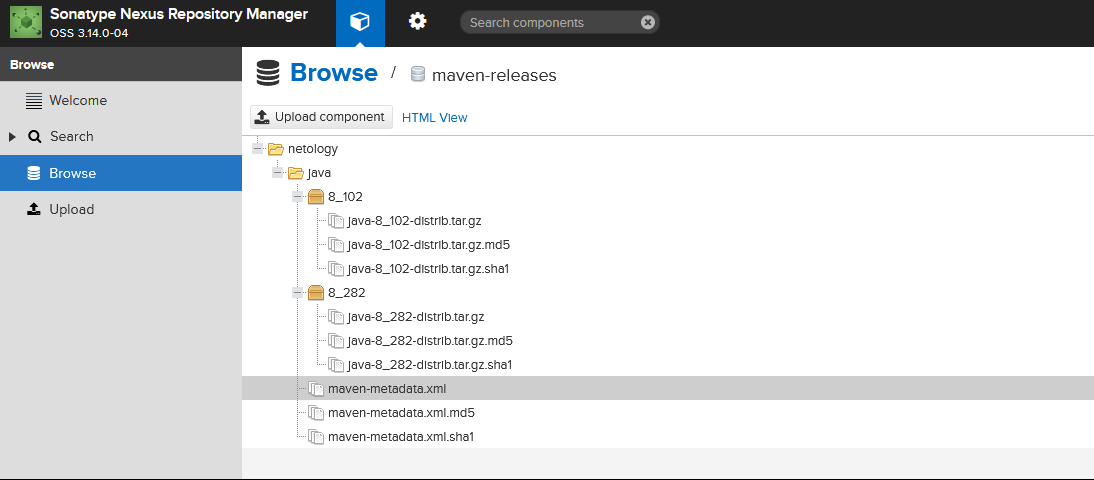 Sonatype Nexus Repository Manager
OSS 3.14.0-04
Search components
Browse
Welcome
Search
Browse
Upload
Browse / maven-releases
Upload component HTML View
netology
java
8_102
java-8_102-distrib.tar.gz
java-8_102-distrib.tar.gz.md5
java-8_102-distrib.tar.gz.sha1
8_282
java-8_282-distrib.tar.gz
java-8_282-distrib.tar.gz.md5
java-8_282-distrib.tar.gz.sha1
maven-metadata.xml
maven-metadata.xml.md5
maven-metadata.xml.sha1